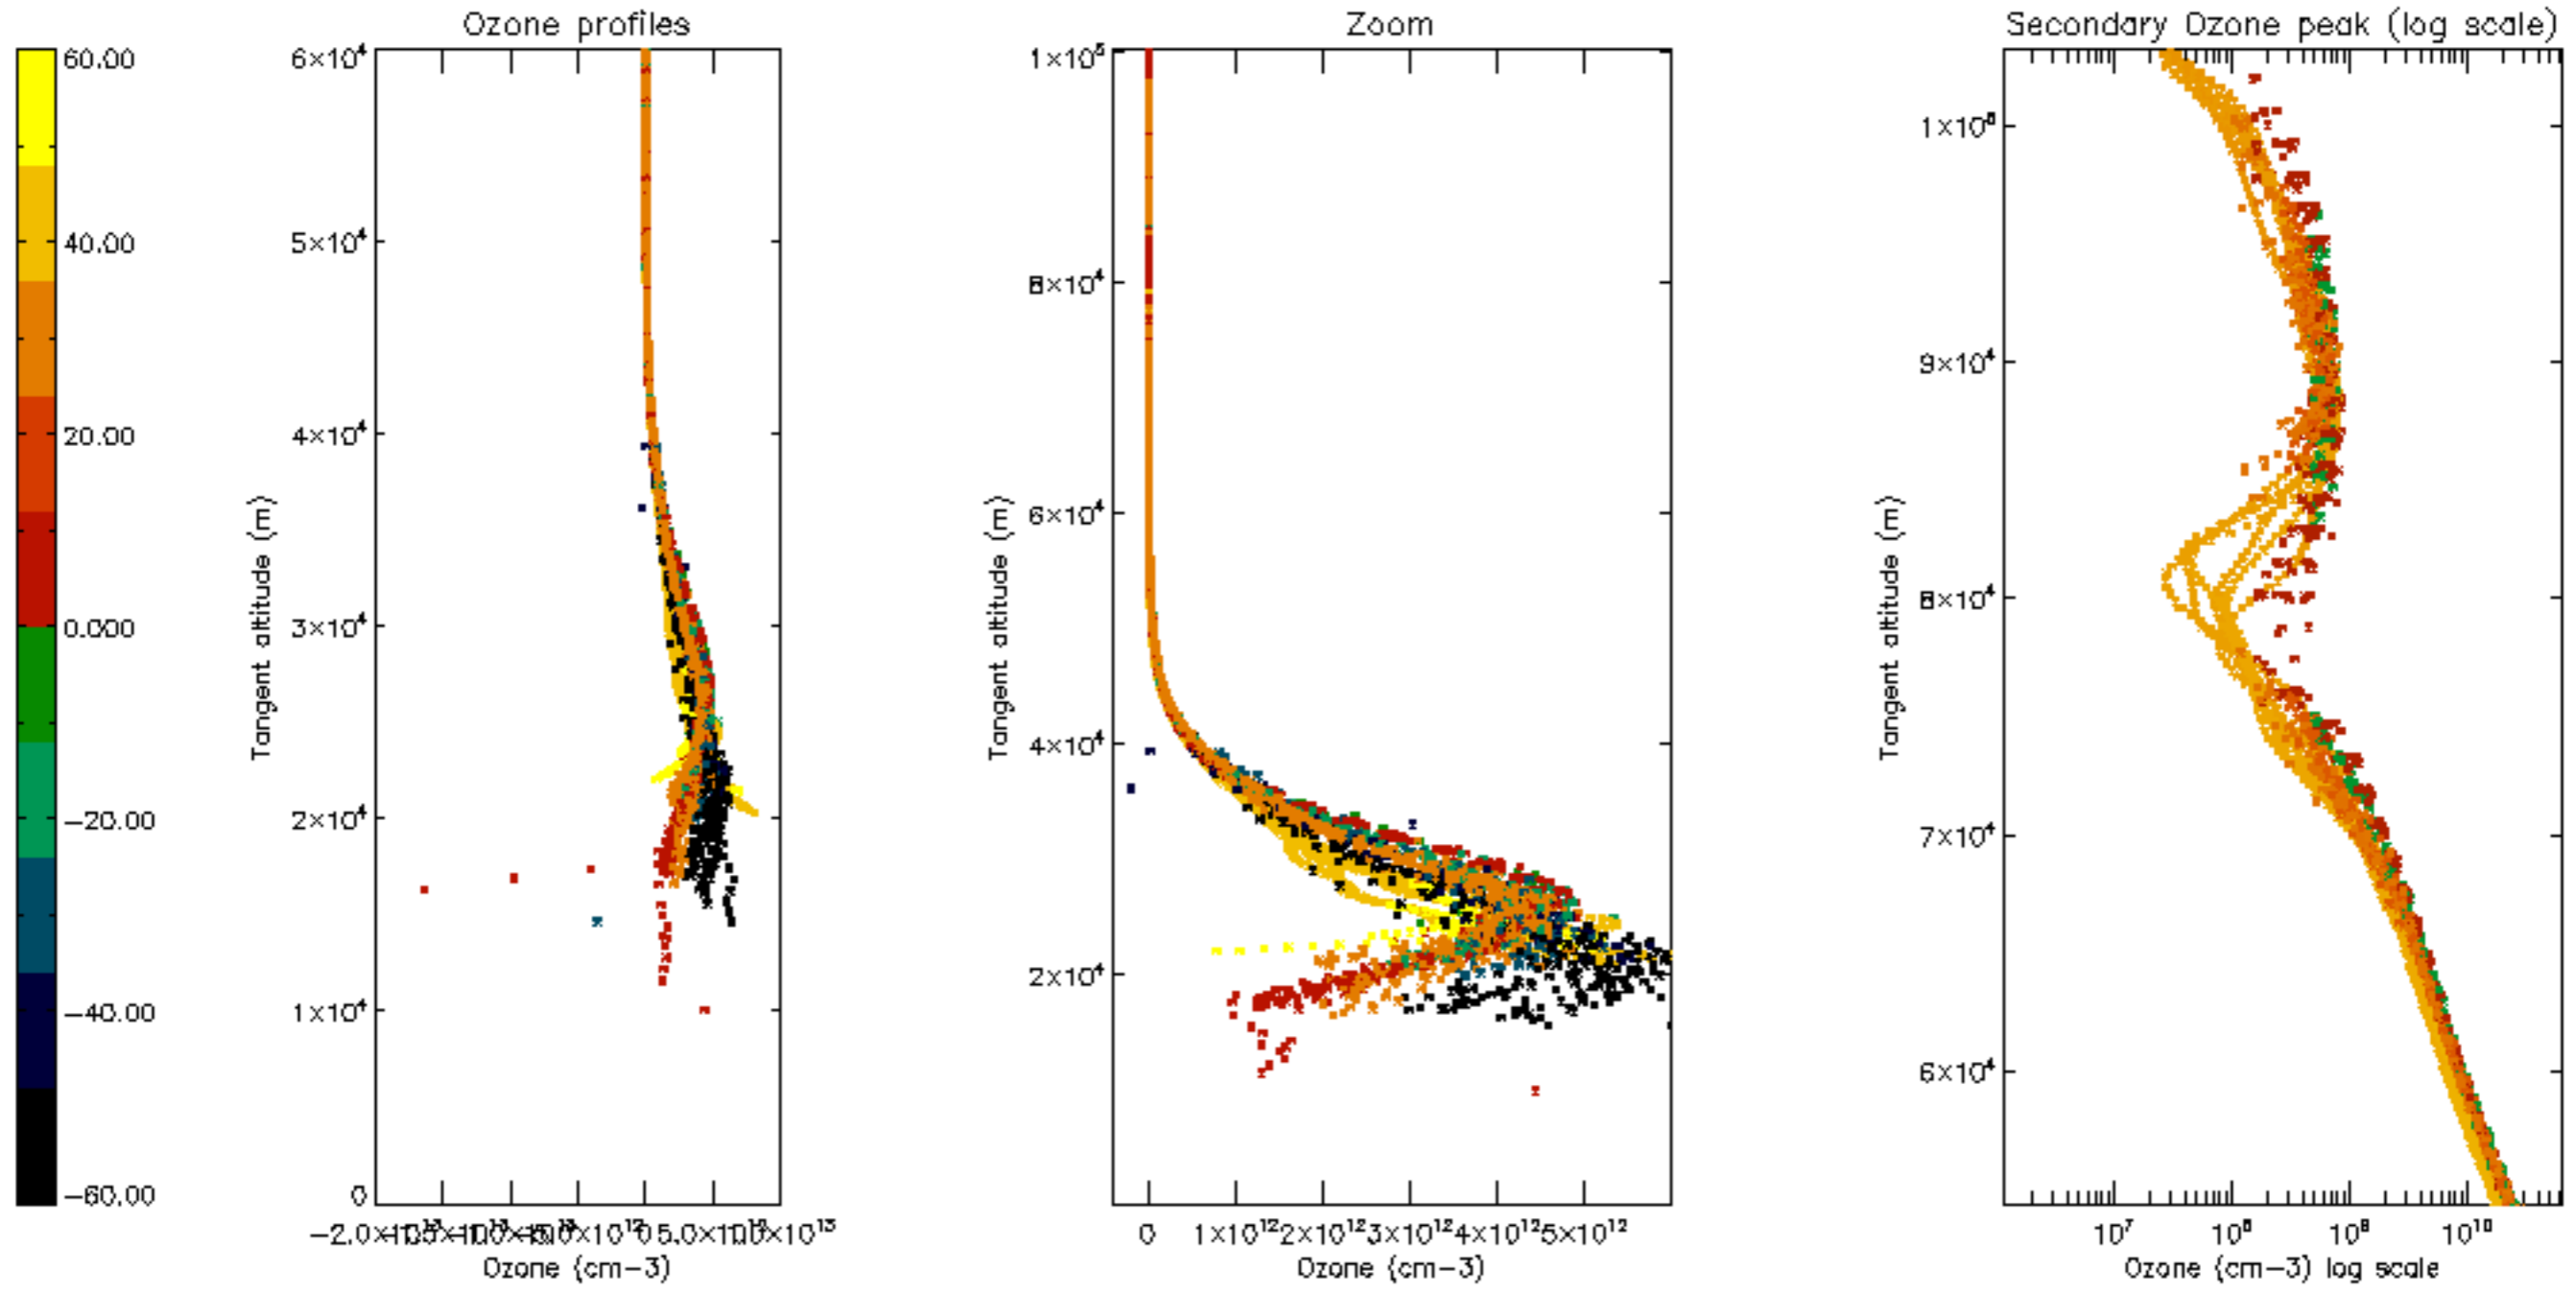 Ozone profiles
Zoom
Secondary Ozone peak (log scale)
60.00
40.00
20.00
0.000
−20.00
−40.00
−60.00
6×10⁴
5×10⁴
4×10⁴
3×10⁴
2×10⁴
1×10⁴
0
Tangent altitude (m)
Ozone (cm−3)
1×10⁵
8×10⁴
6×10⁴
4×10⁴
2×10⁴
Tangent altitude (m)
0 1×10¹² 2×10¹² 3×10¹² 4×10¹² 5×10¹²
Ozone (cm−3)
1×10⁵
9×10⁴
8×10⁴
7×10⁴
6×10⁴
Tangent altitude (m)
10⁷ 10⁸ 10⁹ 10¹⁰
Ozone (cm−3) log scale